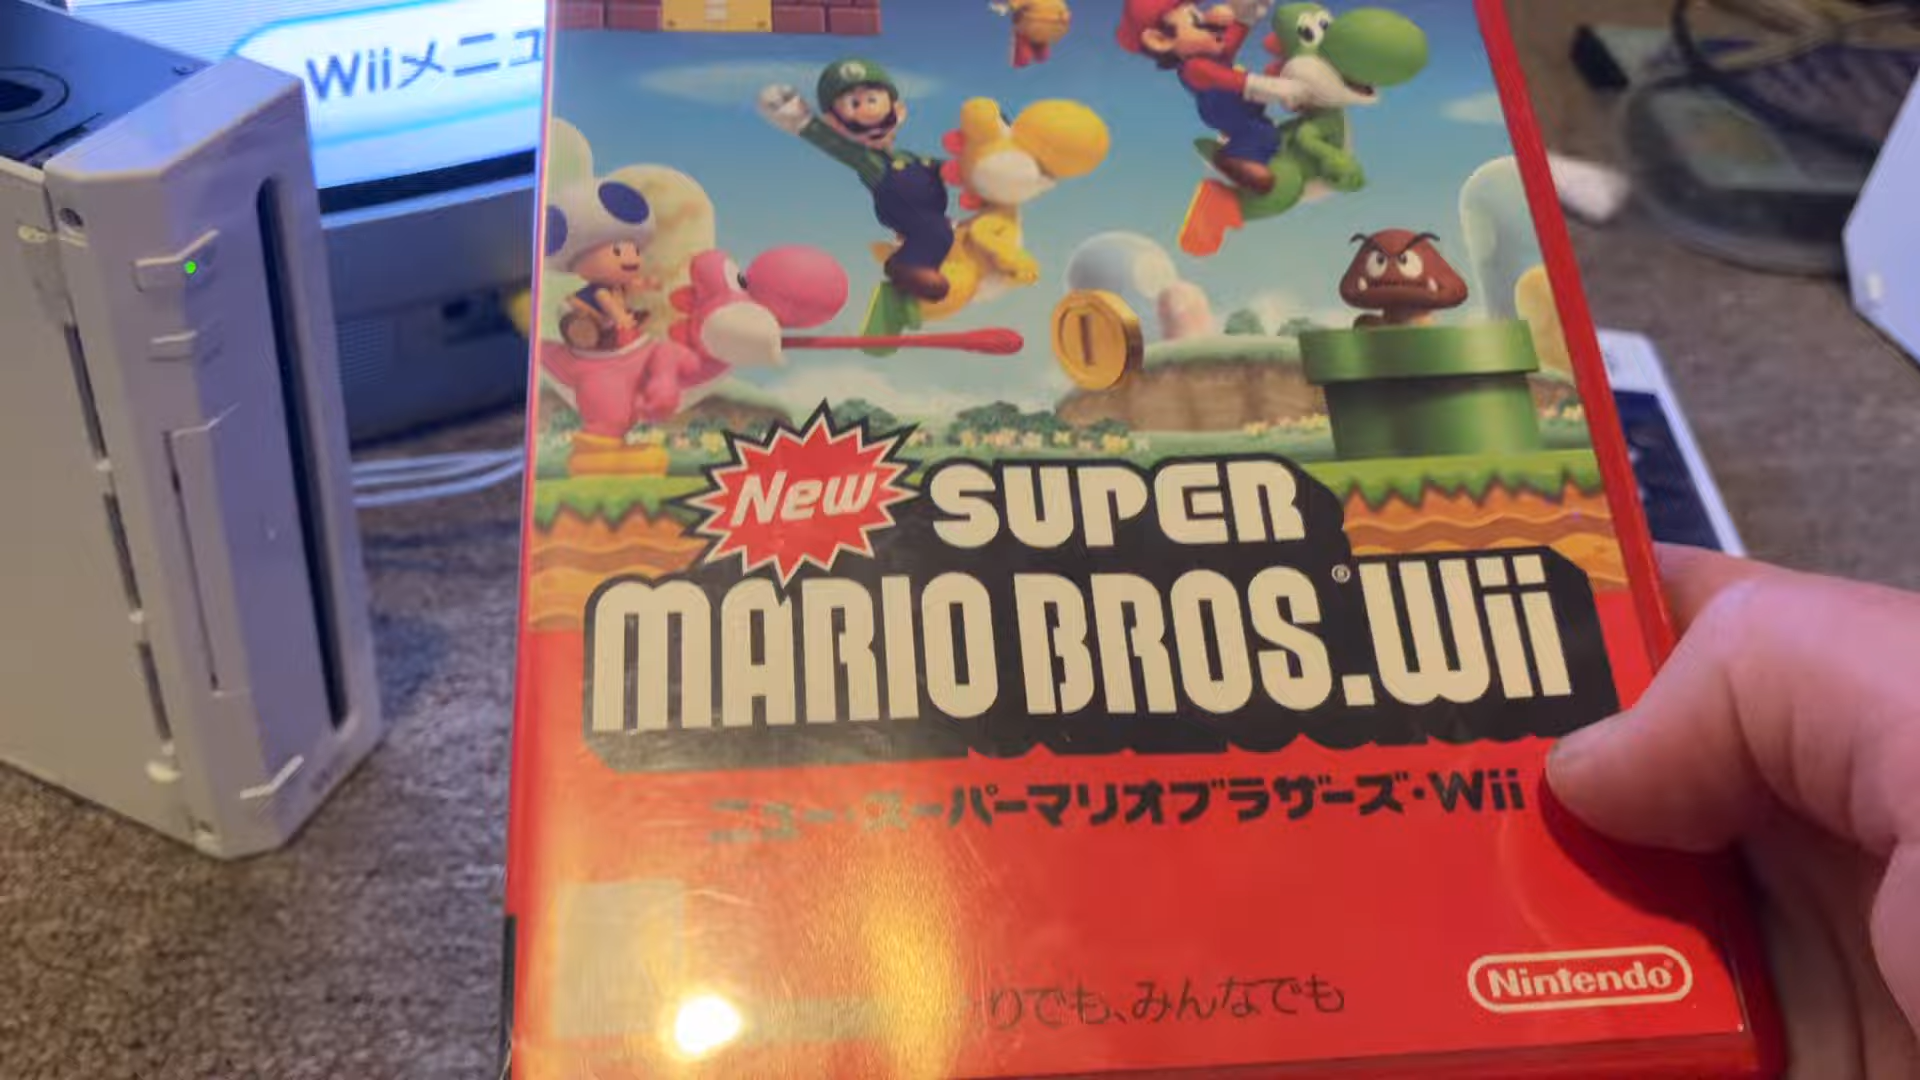 Wiiメニュ
New SUPER
MARIO BROS.Wii
ニュー・スーパーマリオブラザーズ・Wii
りでも、みんなでも
Nintendo